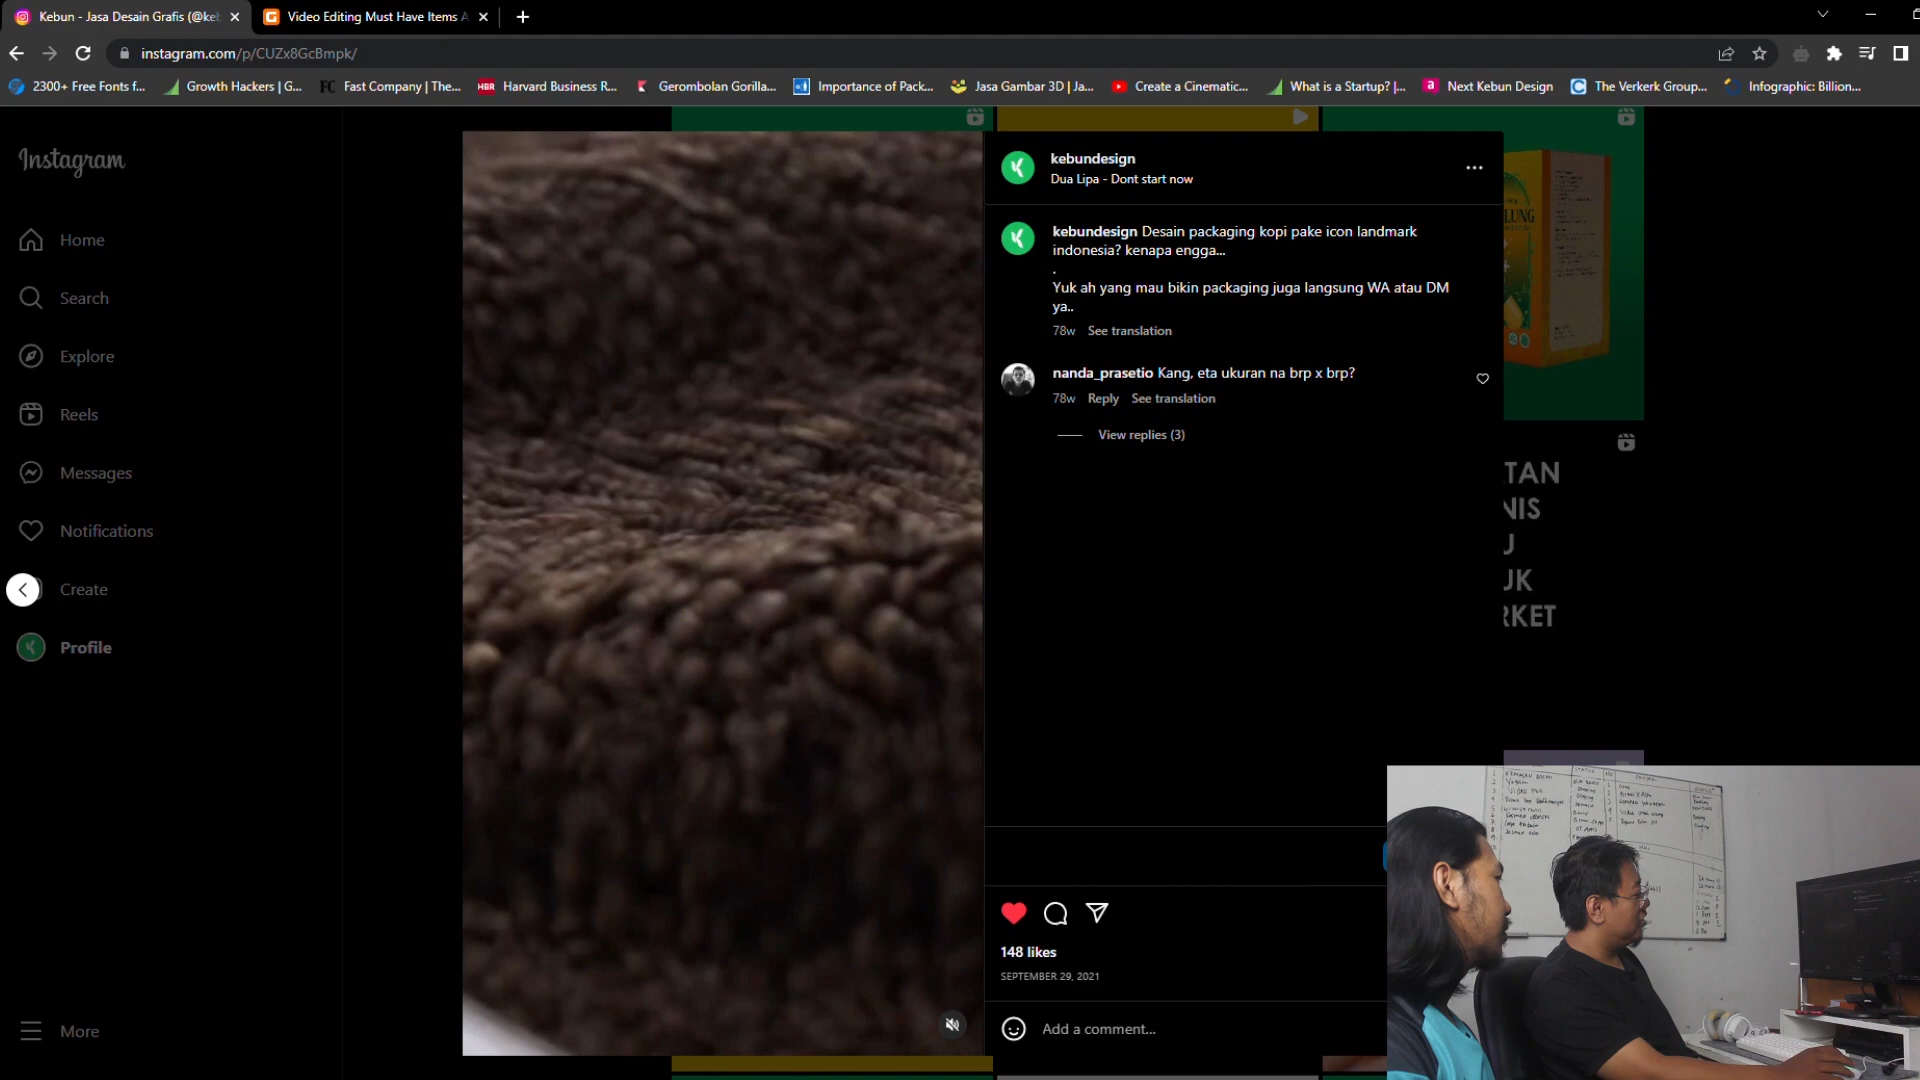 Kebun - Jasa Desain Grafis (@ke
Video Editing Must Have Items A
instagram.com/p/CUZx8GcBmpk/
2300+ Free Fonts f...
Growth Hackers | G...
FC Fast Company | The...
HBR Harvard Business R...
Gerombolan Gorilla...
Importance of Pack...
Jasa Gambar 3D | Ja...
Create a Cinematic...
What is a Startup? |...
Next Kebun Design
The Verkerk Group...
Infographic: Billion...
Instagram
Home
Search
Explore
Reels
Messages
Notifications
Create
Profile
More
kebundesign
Dua Lipa - Dont start now
kebundesign Desain packaging kopi pake icon landmark
indonesia? kenapa engga...
.
Yuk ah yang mau bikin packaging juga langsung WA atau DM
ya..
78w See translation
nanda_prasetio Kang, eta ukuran na brp x brp?
78w Reply See translation
View replies (3)
148 likes
SEPTEMBER 29, 2021
Add a comment...
LUNG
TAN
NIS
U
UK
RKET